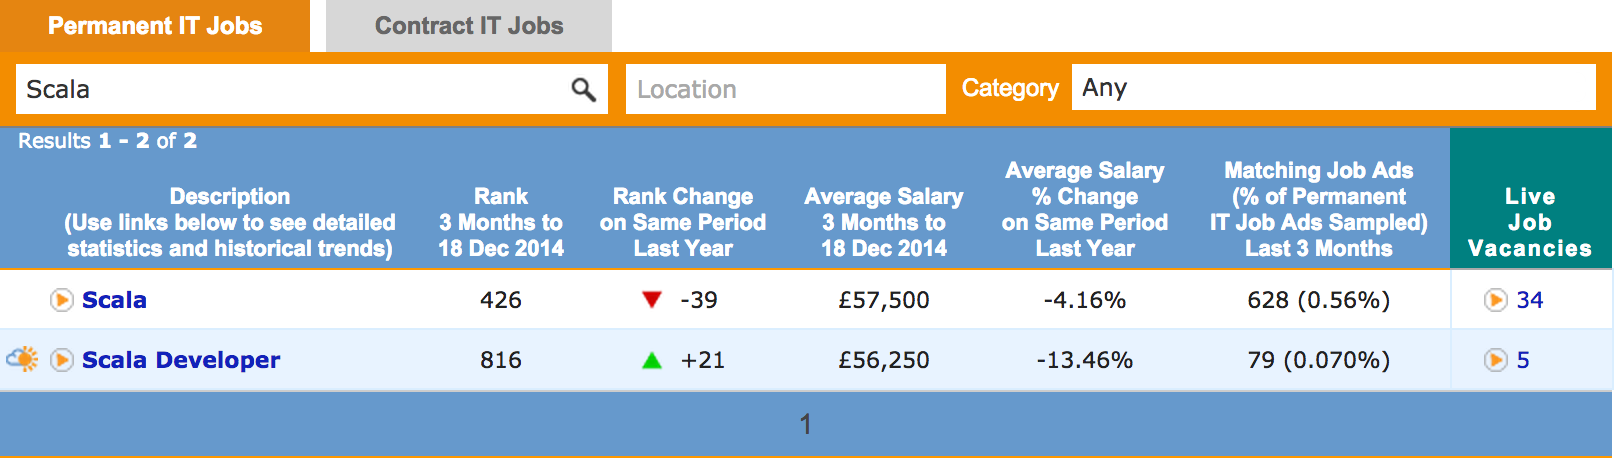 Permanent IT Jobs
Contract IT Jobs
Scala
Location
Category
Any
Results 1 - 2 of 2
Description
(Use links below to see detailed
statistics and historical trends)
Rank
3 Months to
18 Dec 2014
Rank Change
on Same Period
Last Year
Average Salary
3 Months to
18 Dec 2014
Average Salary
% Change
on Same Period
Last Year
Matching Job Ads
(% of Permanent
IT Job Ads Sampled)
Last 3 Months
Live
Job
Vacancies
Scala 426 -39 £57,500 -4.16% 628 (0.56%) 34
Scala Developer 816 +21 £56,250 -13.46% 79 (0.070%) 5
1